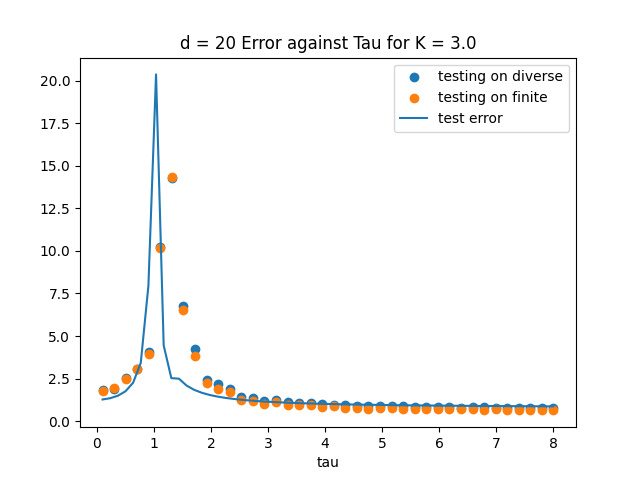 d = 20 Error against Tau for K = 3.0
testing on diverse
testing on finite
test error
20.0
17.5
15.0
12.5
10.0
7.5
5.0
2.5
0.0
0 1 2 3 4 5 6 7 8
tau